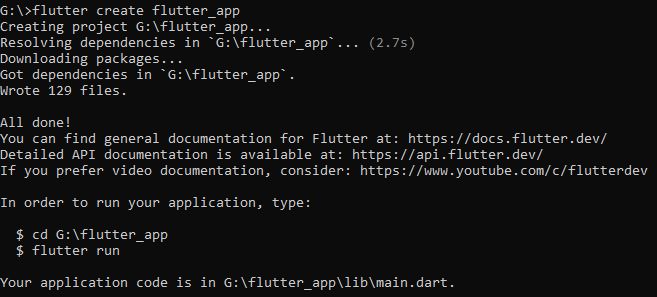 G:\>flutter create flutter_app
Creating project G:\flutter_app...
Resolving dependencies in `G:\flutter_app`... (2.7s)
Downloading packages...
Got dependencies in `G:\flutter_app`.
Wrote 129 files.
All done!
You can find general documentation for Flutter at: https://docs.flutter.dev/
Detailed API documentation is available at: https://api.flutter.dev/
If you prefer video documentation, consider: https://www.youtube.com/c/flutterdev
In order to run your application, type:
$ cd G:\flutter_app
$ flutter run
Your application code is in G:\flutter_app\lib\main.dart.